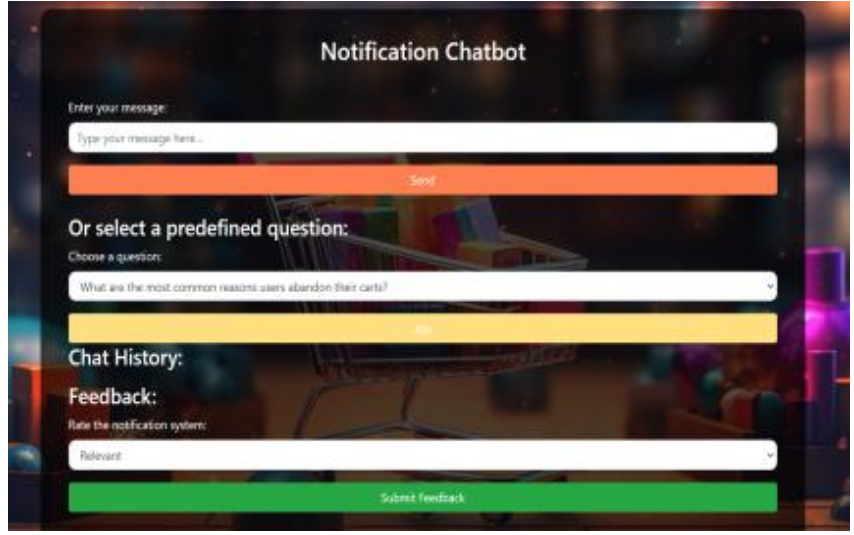 Notification Chatbot
Enter your message:
Type your message here...
Send
Or select a predefined question:
Choose a question:
What are the most common reasons users abandon their carts?
Chat History:
Feedback:
Rate the notification system:
Relevant
Submit Feedback